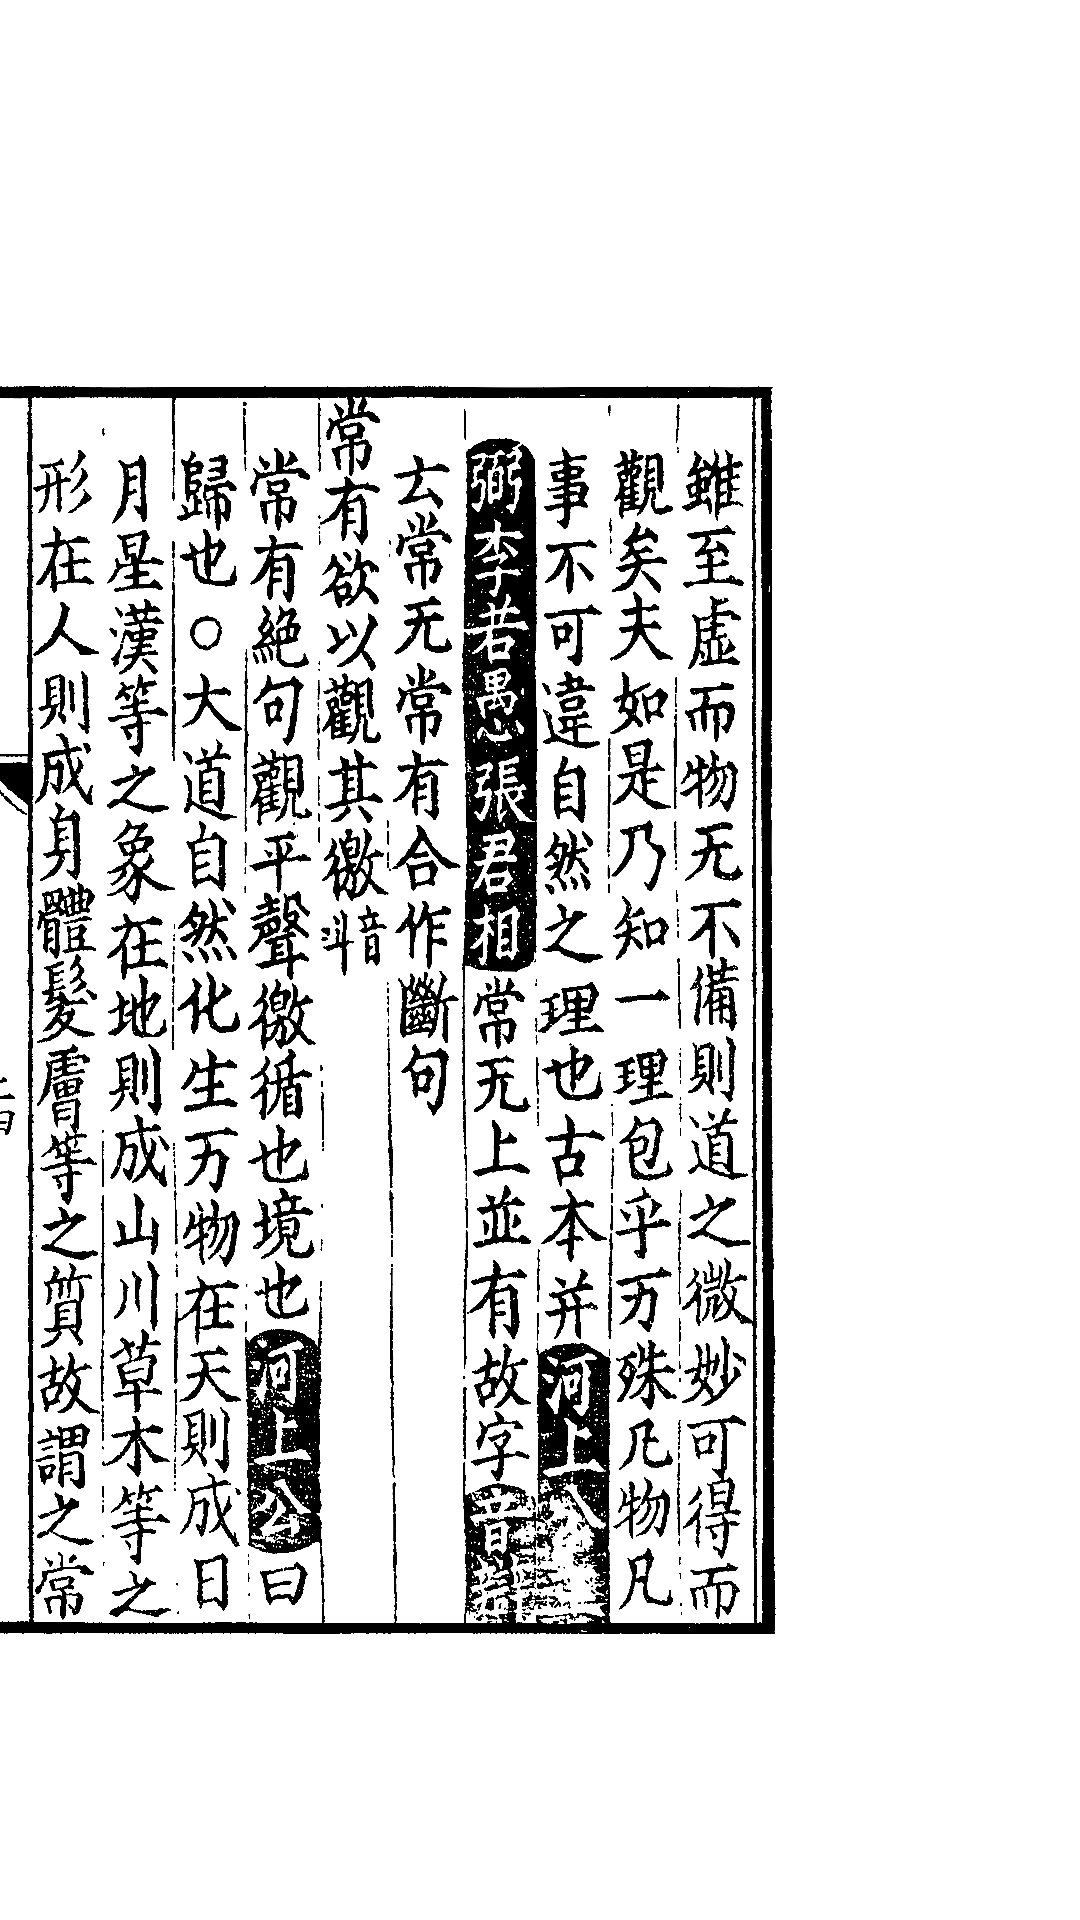 雖至虛而物无不備則道之微妙可得而
觀矣夫如是乃知一理包乎万殊凡物凡
事不可違自然之理也古本并河上公
弼李若愚張君相常无上並有故字音辯
云常无常有合作斷句
常有欲以觀其徼音斗
常有絶句觀平聲徼循也境也河上公曰
歸也○大道自然化生万物在天則成日
月星漢等之象在地則成山川草木等之
形在人則成身體髮膚等之質故謂之常